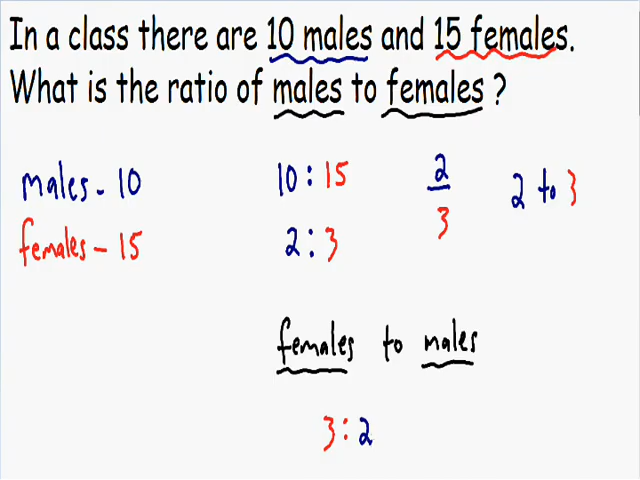 In a class there are 10 males and 15 females.
What is the ratio of males to females ?
males - 10
females - 15
10 : 15
2 : 3
2
3
2 to 3
females to males
3 : 2